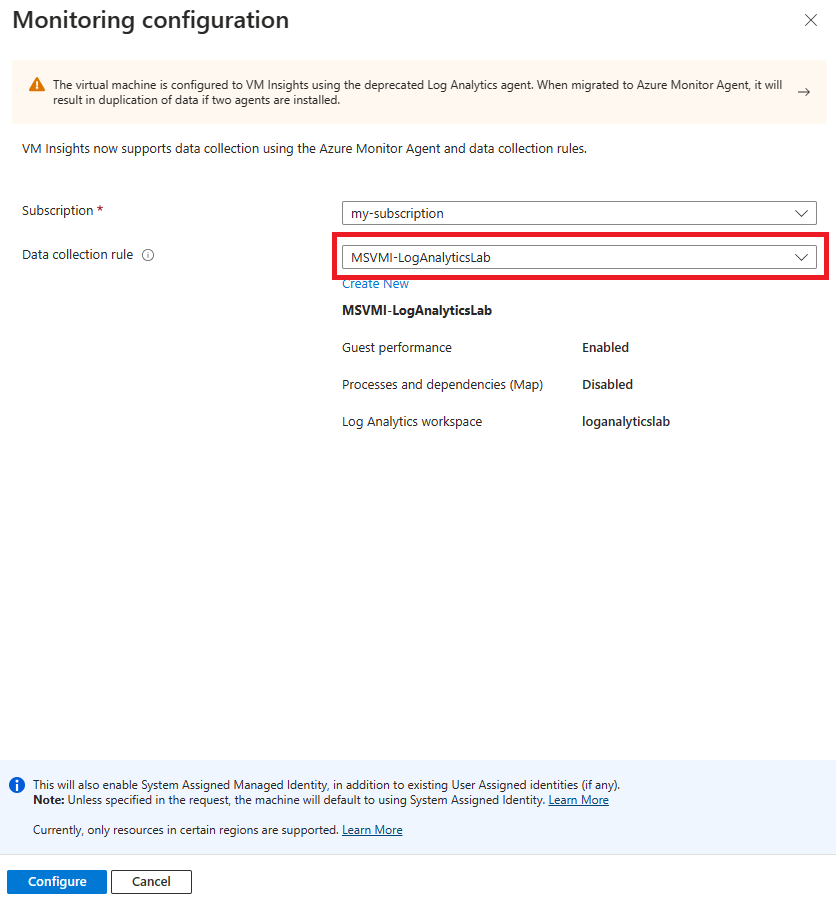 Monitoring configuration
The virtual machine is configured to VM Insights using the deprecated Log Analytics agent. When migrated to Azure Monitor Agent, it will
result in duplication of data if two agents are installed.
VM Insights now supports data collection using the Azure Monitor Agent and data collection rules.
Subscription *
my-subscription
Data collection rule
MSVMI-LogAnalyticsLab
Create New
MSVMI-LogAnalyticsLab
Guest performance Enabled
Processes and dependencies (Map) Disabled
Log Analytics workspace loganalyticslab
This will also enable System Assigned Managed Identity, in addition to existing User Assigned identities (if any).
Note: Unless specified in the request, the machine will default to using System Assigned Identity. Learn More
Currently, only resources in certain regions are supported. Learn More
Configure Cancel